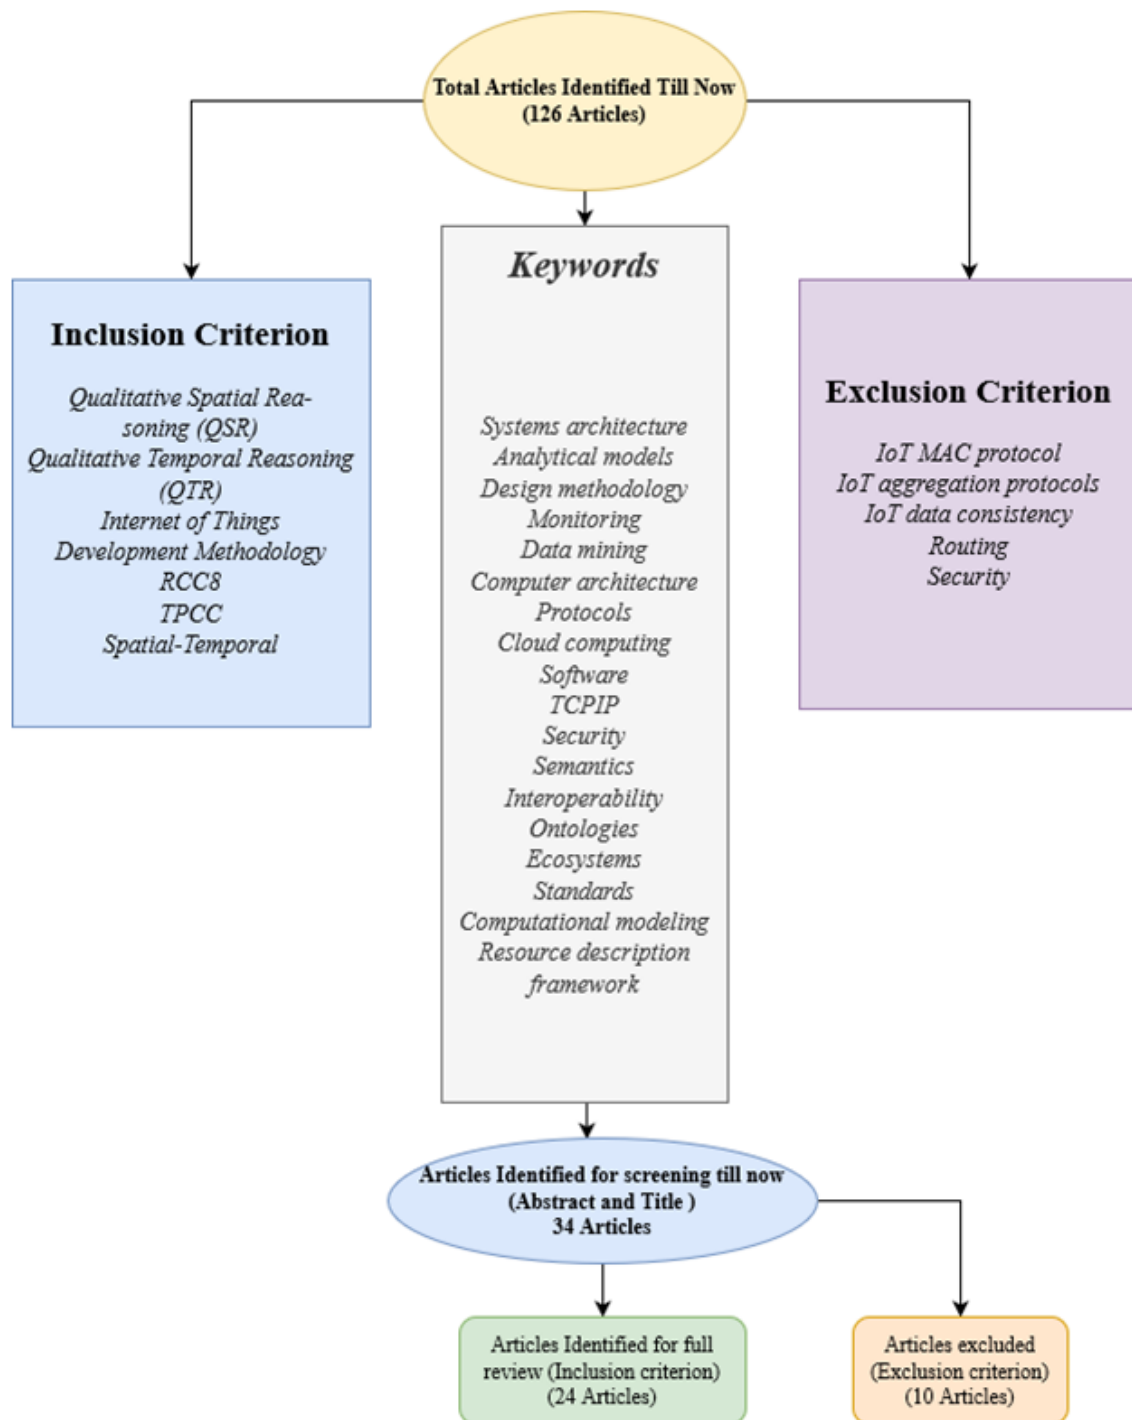 Total Articles Identified Till Now
(126 Articles)
Inclusion Criterion
Qualitative Spatial Rea-
soning (QSR)
Qualitative Temporal Reasoning
(QTR)
Internet of Things
Development Methodology
RCC8
TPCC
Spatial-Temporal
Keywords
Systems architecture
Analytical models
Design methodology
Monitoring
Data mining
Computer architecture
Protocols
Cloud computing
Software
TCPIP
Security
Semantics
Interoperability
Ontologies
Ecosystems
Standards
Computational modeling
Resource description
framework
Exclusion Criterion
IoT MAC protocol
IoT aggregation protocols
IoT data consistency
Routing
Security
Articles Identified for screening till now
(Abstract and Title )
34 Articles
Articles Identified for full
review (Inclusion criterion)
(24 Articles)
Articles excluded
(Exclusion criterion)
(10 Articles)